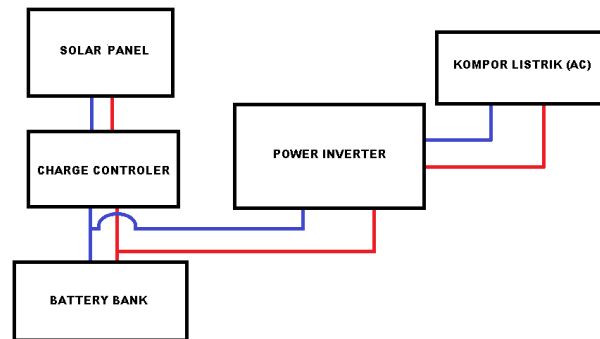 SOLAR PANEL
KOMPOR LISTRIK (AC)
CHARGE CONTROLER
POWER INVERTER
BATTERY BANK